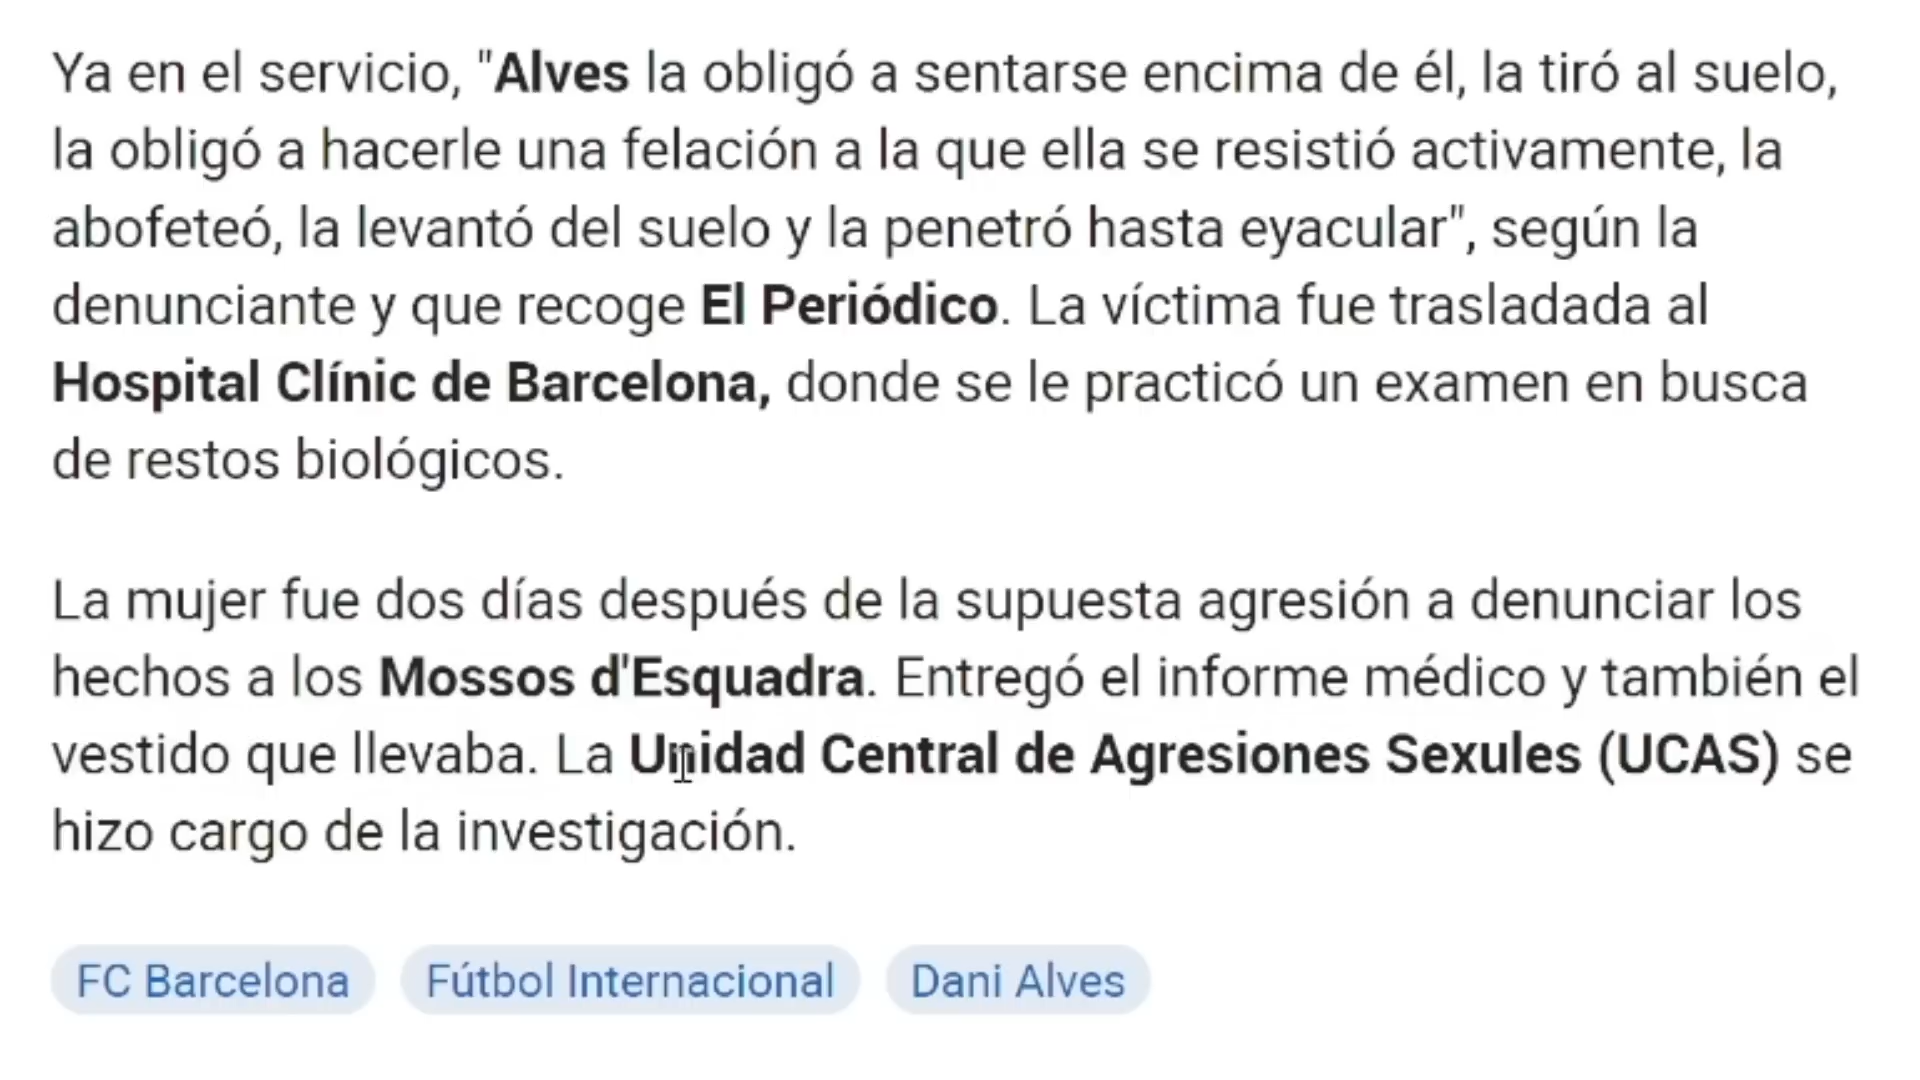 Ya en el servicio, "Alves la obligó a sentarse encima de él, la tiró al suelo,
la obligó a hacerle una felación a la que ella se resistió activamente, la
abofeteó, la levantó del suelo y la penetró hasta eyacular", según la
denunciante y que recoge El Periódico. La víctima fue trasladada al
Hospital Clínic de Barcelona, donde se le practicó un examen en busca
de restos biológicos.
La mujer fue dos días después de la supuesta agresión a denunciar los
hechos a los Mossos d'Esquadra. Entregó el informe médico y también el
vestido que llevaba. La Unidad Central de Agresiones Sexules (UCAS) se
hizo cargo de la investigación.
FC Barcelona Fútbol Internacional Dani Alves